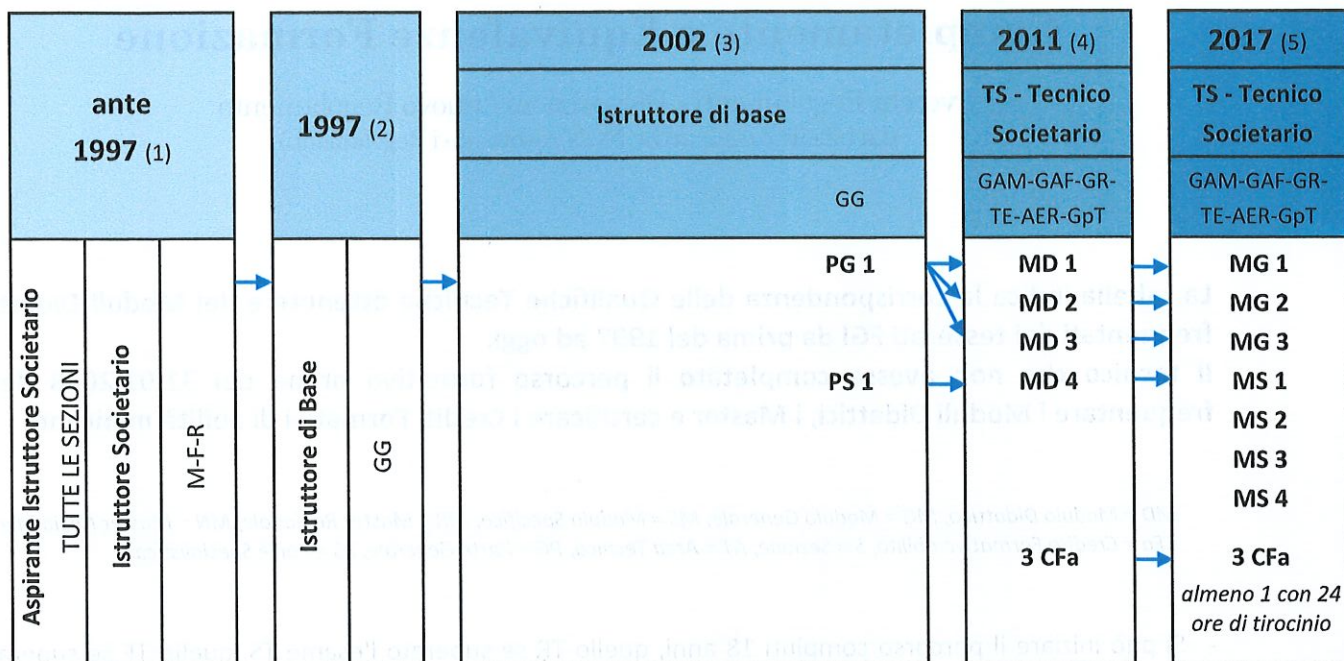 ante
1997 (1)
1997 (2)
2002 (3)
Istruttore di base
GG
2011 (4)
TS - Tecnico
Societario
GAM-GAF-GR-
TE-AER-GpT
2017 (5)
TS - Tecnico
Societario
GAM-GAF-GR-
TE-AER-GpT
Aspirante Istruttore Societario
TUTTE LE SEZIONI
Istruttore Societario
M-F-R
Istruttore di Base
GG
PG 1
PS 1
MD 1
MD 2
MD 3
MD 4
3 CFa
MG 1
MG 2
MG 3
MS 1
MS 2
MS 3
MS 4
3 CFa
almeno 1 con 24
ore di tirocinio